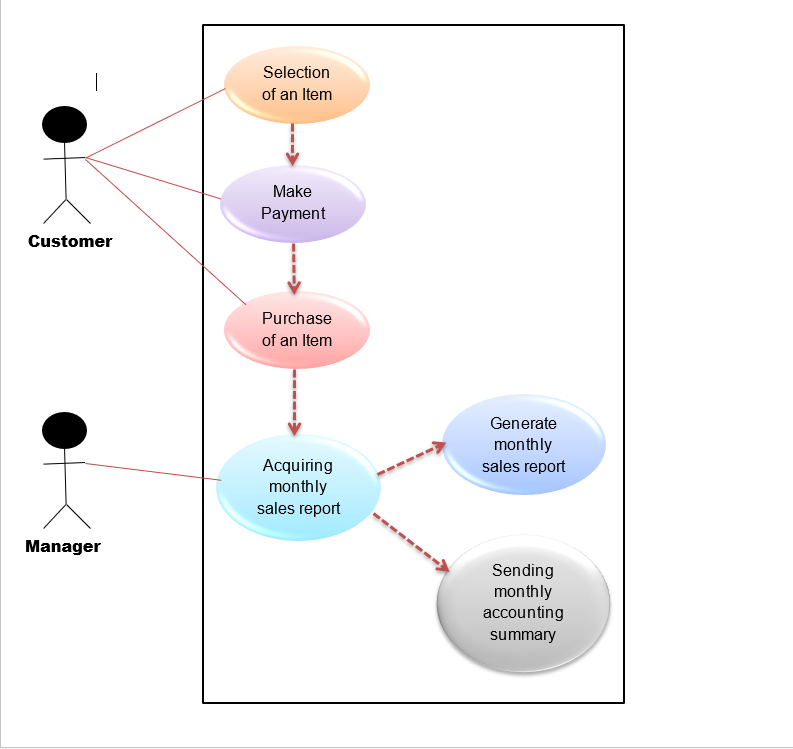 Selection
of an Item
Make
Payment
Customer
Purchase
of an Item
Generate
monthly
sales report
Acquiring
monthly
sales report
Manager
Sending
monthly
accounting
summary